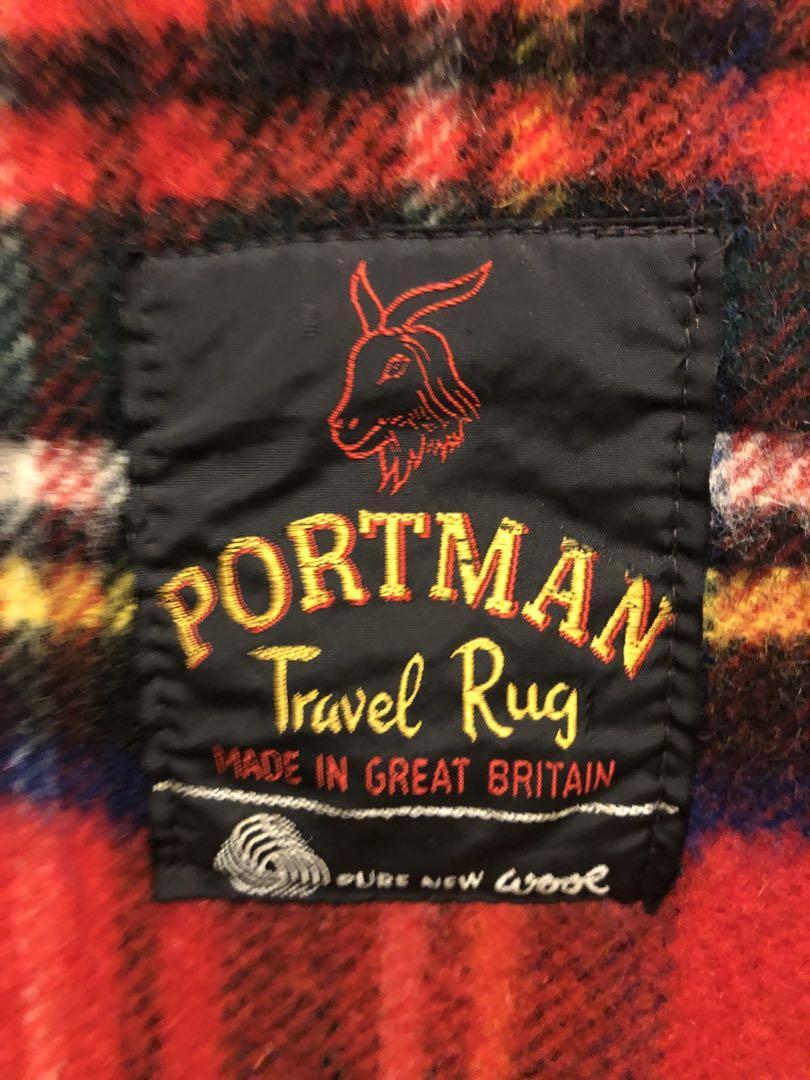 PORTMAN
Travel Rug
MADE IN GREAT BRITAIN
PURE NEW wool